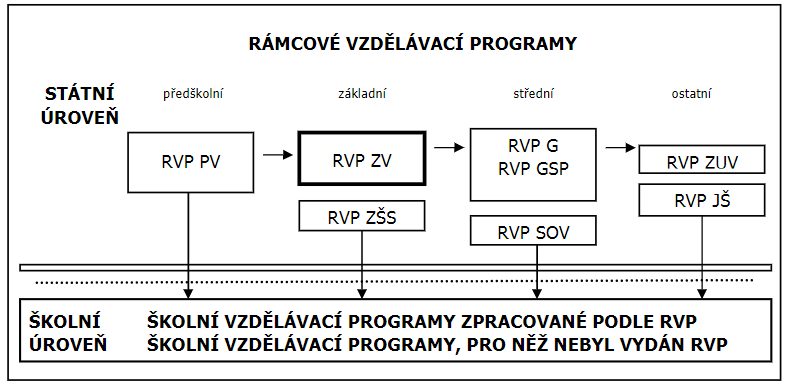 RÁMCOVÉ VZDĚLÁVACÍ PROGRAMY
STÁTNÍ
ÚROVEŇ
předškolní
základní
střední
ostatní
RVP PV
RVP ZV
RVP G
RVP GSP
RVP ZUV
RVP ZŠS
RVP SOV
RVP JŠ
ŠKOLNÍ
ÚROVEŇ
ŠKOLNÍ VZDĚLÁVACÍ PROGRAMY ZPRACOVANÉ PODLE RVP
ŠKOLNÍ VZDĚLÁVACÍ PROGRAMY, PRO NĚŽ NEBYL VYDÁN RVP